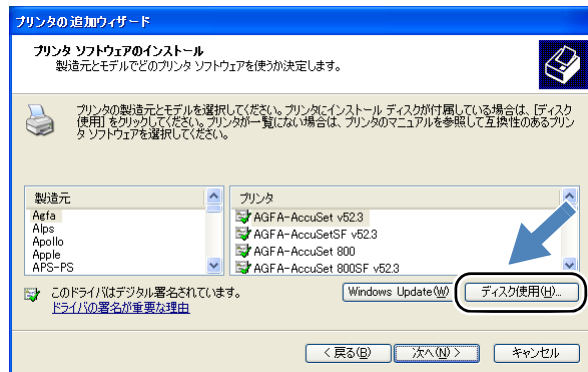 プリンタの追加ウィザード
プリンタ ソフトウェアのインストール
製造元とモデルでどのプリンタ ソフトウェアを使うか決定します。
プリンタの製造元とモデルを選択してください。プリンタにインストール ディスクが付属している場合は、[ディスク
使用] をクリックしてください。プリンタが一覧にない場合は、プリンタのマニュアルを参照して互換性のあるプリン
タ ソフトウェアを選択してください。
製造元
Agfa
Alps
Apollo
Apple
APS-PS
プリンタ
AGFA-AccuSet v52.3
AGFA-AccuSetSF v52.3
AGFA-AccuSet 800
AGFA-AccuSet 800SF v52.3
このドライバはデジタル署名されています。
ドライバの署名が重要な理由
Windows Update(W)
ディスク使用(H)...
< 戻る(B)
次へ(N) >
キャンセル